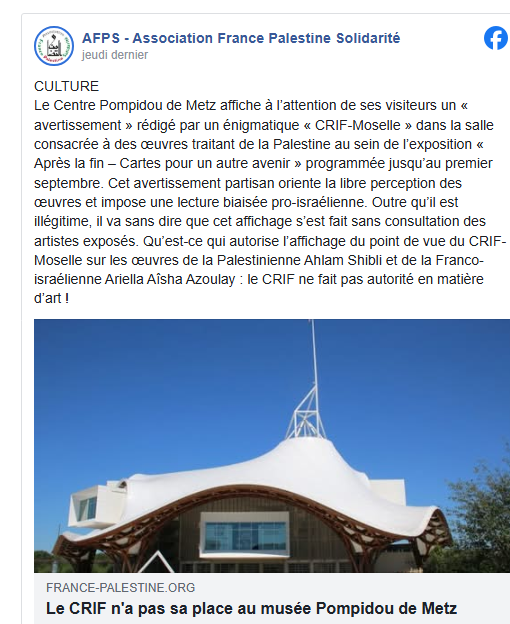 AFPS - Association France Palestine Solidarité
jeudi dernier
CULTURE
Le Centre Pompidou de Metz affiche à l’attention de ses visiteurs un «
avertissement » rédigé par un énigmatique « CRIF-Moselle » dans la salle
consacrée à des œuvres traitant de la Palestine au sein de l’exposition «
Après la fin – Cartes pour un autre avenir » programmée jusqu’au premier
septembre. Cet avertissement partisan oriente la libre perception des
œuvres et impose une lecture biaisée pro-israélienne. Outre qu’il est
illégitime, il va sans dire que cet affichage s’est fait sans consultation des
artistes exposés. Qu’est-ce qui autorise l’affichage du point de vue du CRIF-
Moselle sur les œuvres de la Palestinienne Ahlam Shibli et de la Franco-
israélienne Ariella Aïsha Azoulay : le CRIF ne fait pas autorité en matière
d’art !
FRANCE-PALESTINE.ORG
Le CRIF n'a pas sa place au musée Pompidou de Metz